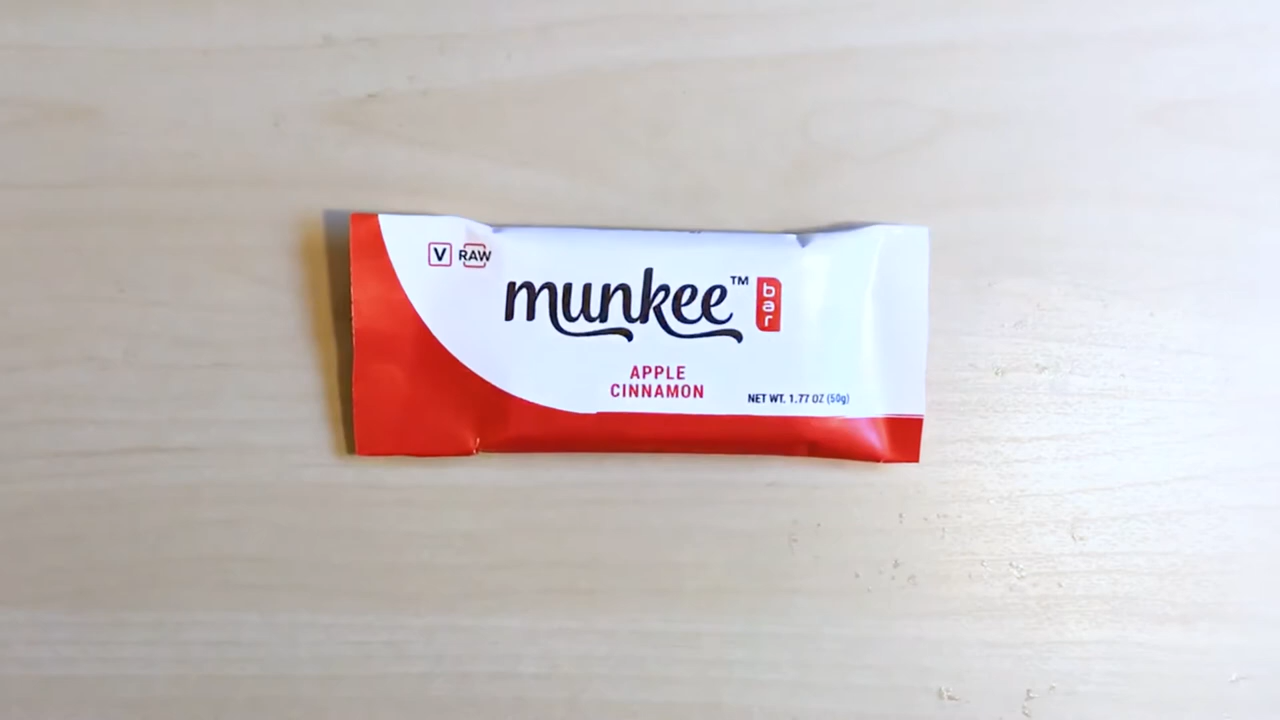 V RAW
munkee™ bar
APPLE
CINNAMON
NET WT. 1.77 OZ (50g)